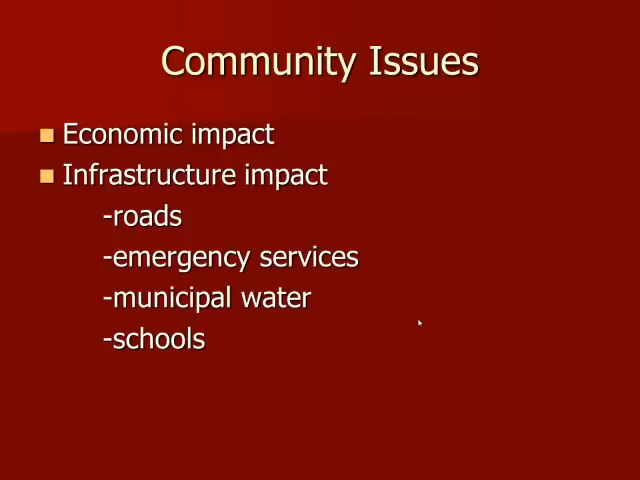 Community Issues
Economic impact
Infrastructure impact
-roads
-emergency services
-municipal water
-schools